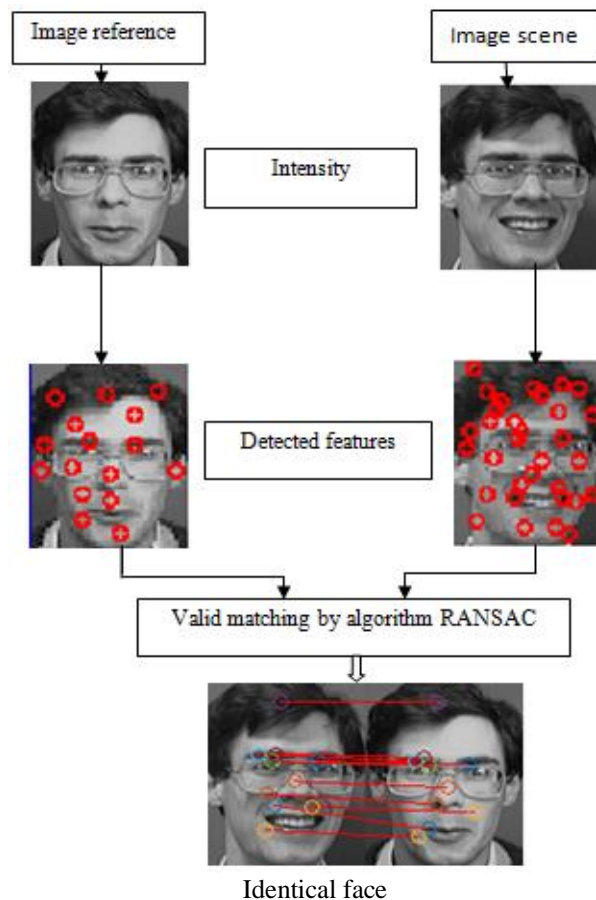 Image reference
Image scene
Intensity
Detected features
Valid matching by algorithm RANSAC
Identical face